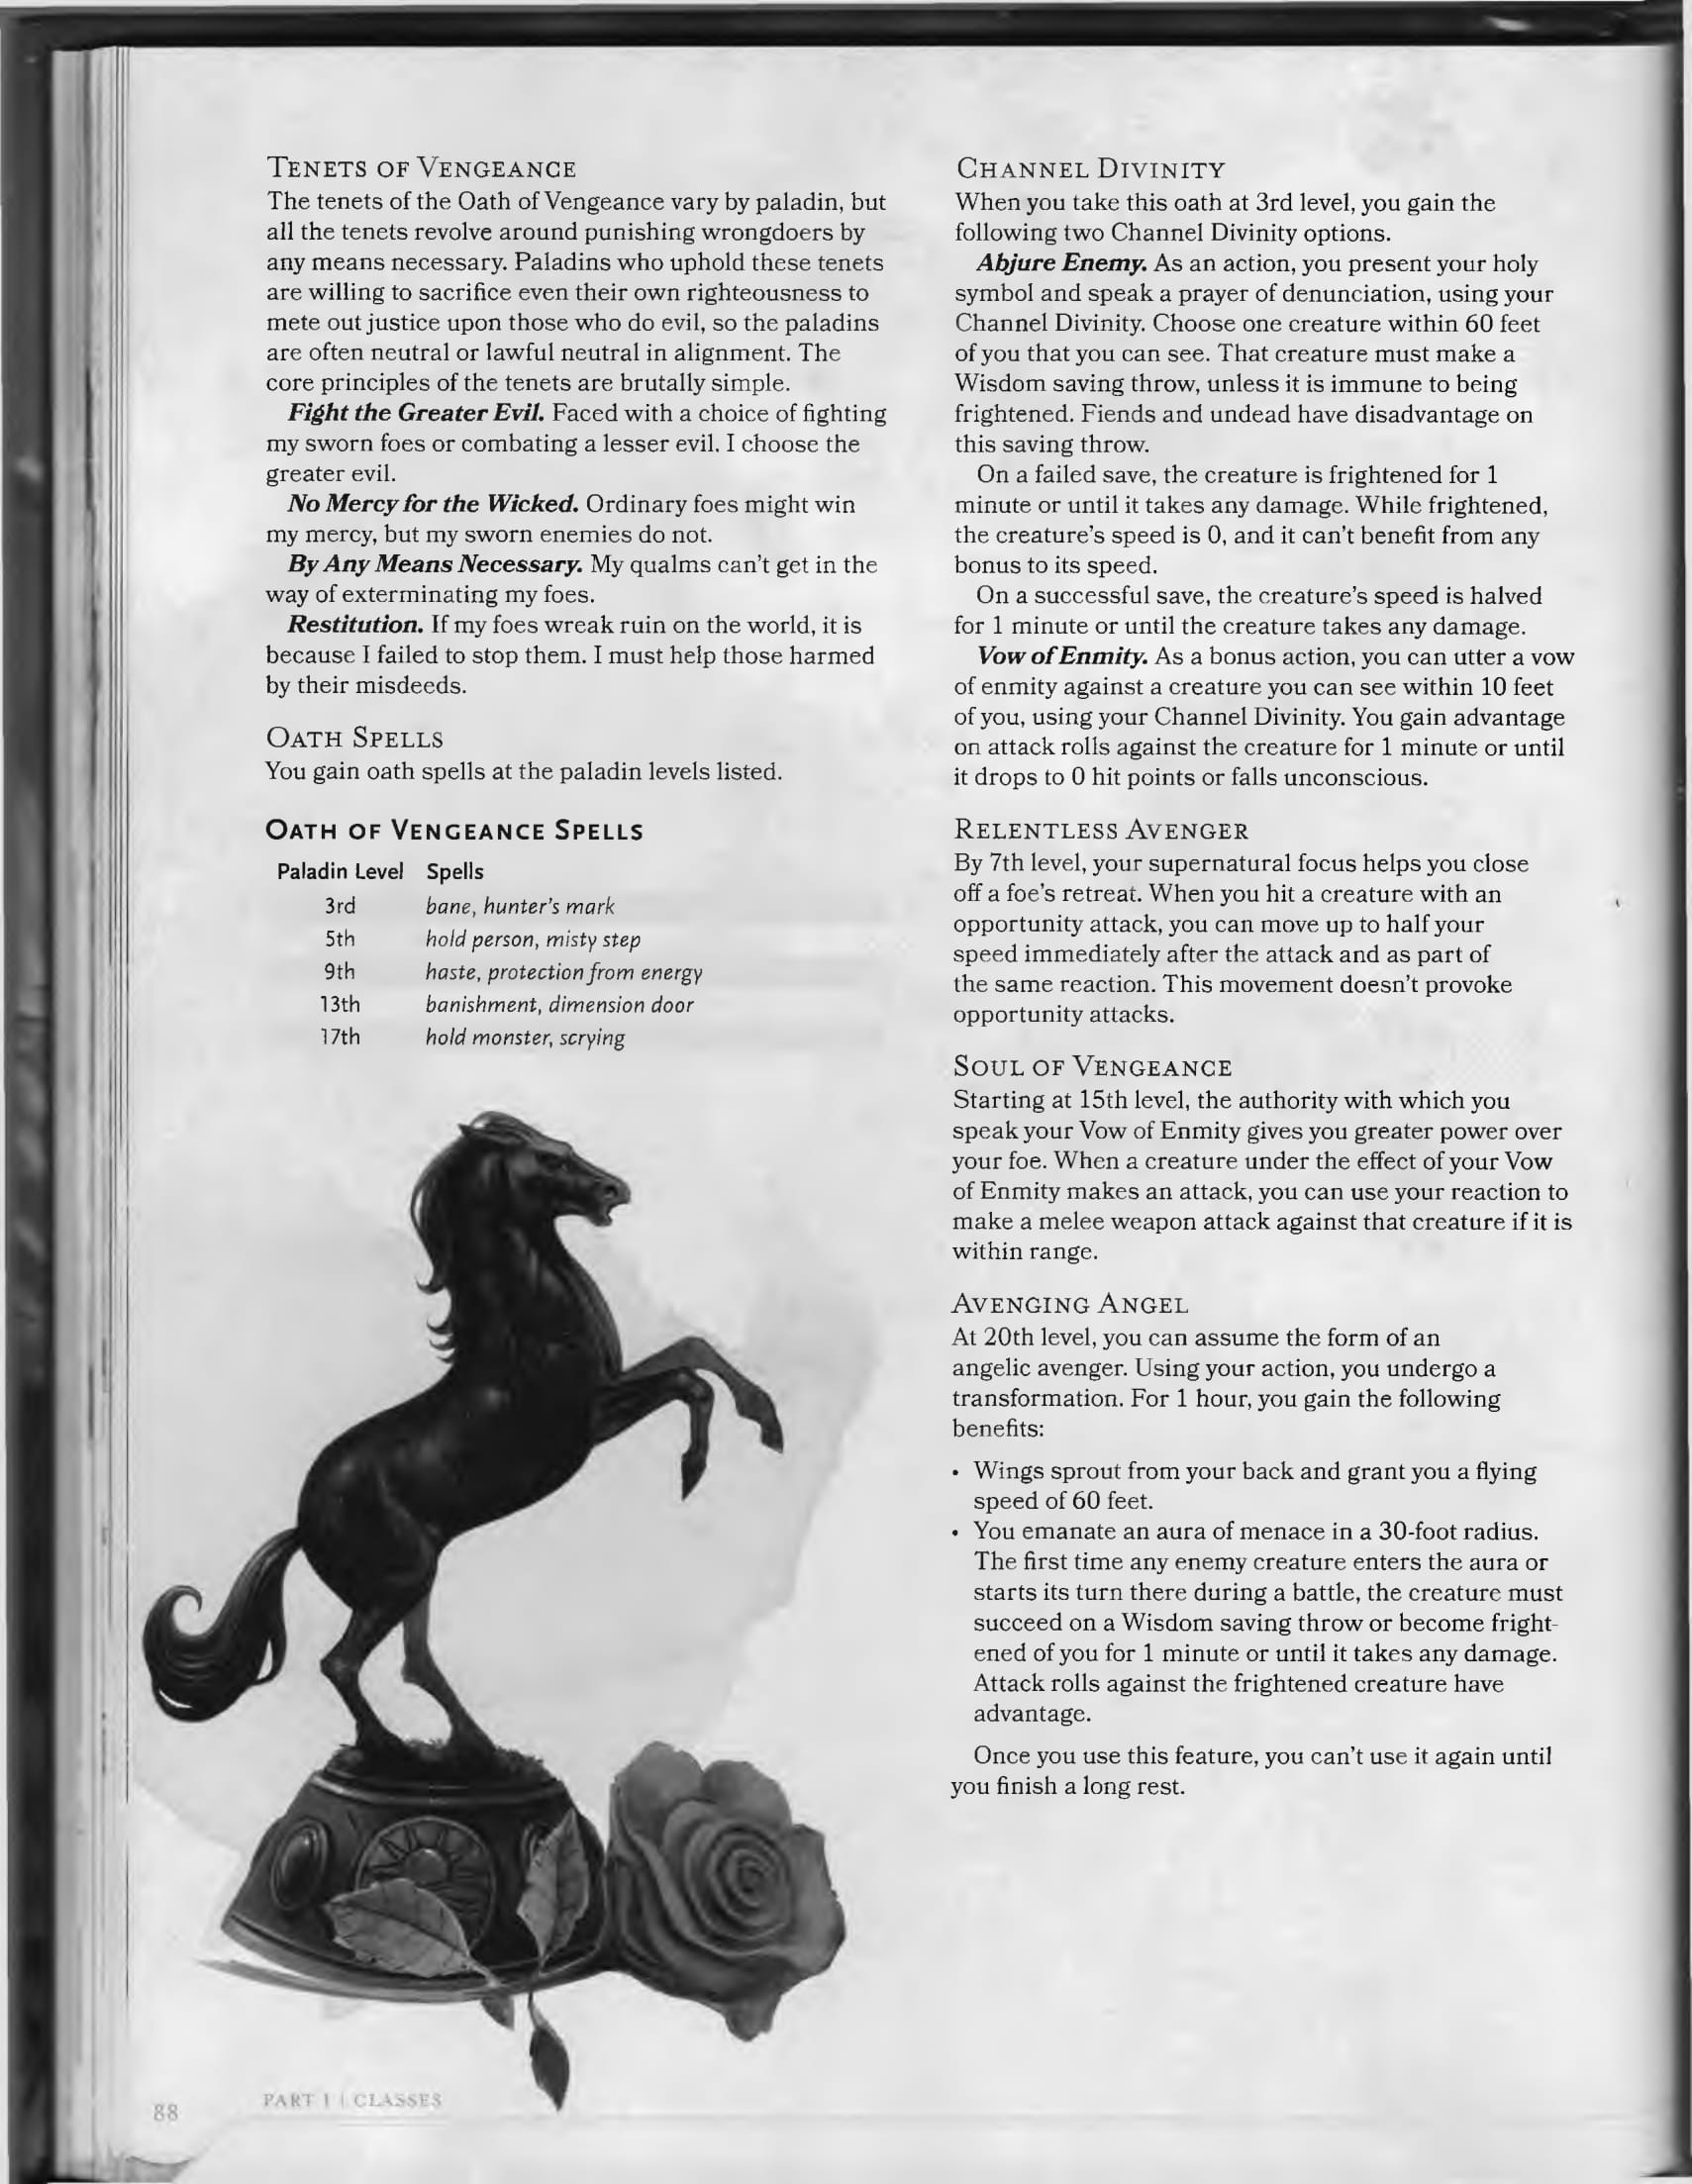 TENETS OF VENGEANCE
The tenets of the Oath of Vengeance vary by paladin, but
all the tenets revolve around punishing wrongdoers by
any means necessary. Paladins who uphold these tenets
are willing to sacrifice even their own righteousness to
mete out justice upon those who do evil, so the paladins
are often neutral or lawful neutral in alignment. The
core principles of the tenets are brutally simple.
Fight the Greater Evil. Faced with a choice of fighting
my sworn foes or combating a lesser evil. I choose the
greater evil.
No Mercy for the Wicked. Ordinary foes might win
my mercy, but my sworn enemies do not.
By Any Means Necessary. My qualms can't get in the
way of exterminating my foes.
Restitution. If my foes wreak ruin on the world, it is
because I failed to stop them. I must help those harmed
by their misdeeds.
OATH SPELLS
You gain oath spells at the paladin levels listed.
OATH OF VENGEANCE SPELLS
Paladin Level Spells
3rd bane, hunter's mark
5th hold person, misty step
9th haste, protection from energy
13th banishment, dimension door
17th hold monster, scrying
CHANNEL DIVINITY
When you take this oath at 3rd level, you gain the
following two Channel Divinity options.
Abjure Enemy. As an action, you present your holy
symbol and speak a prayer of denunciation, using your
Channel Divinity. Choose one creature within 60 feet
of you that you can see. That creature must make a
Wisdom saving throw, unless it is immune to being
frightened. Fiends and undead have disadvantage on
this saving throw.
On a failed save, the creature is frightened for 1
minute or until it takes any damage. While frightened,
the creature's speed is 0, and it can't benefit from any
bonus to its speed.
On a successful save, the creature's speed is halved
for 1 minute or until the creature takes any damage.
Vow of Enmity. As a bonus action, you can utter a vow
of enmity against a creature you can see within 10 feet
of you, using your Channel Divinity. You gain advantage
on attack rolls against the creature for 1 minute or until
it drops to 0 hit points or falls unconscious.
RELENTLESS AVENGER
By 7th level, your supernatural focus helps you close
off a foe's retreat. When you hit a creature with an
opportunity attack, you can move up to half your
speed immediately after the attack and as part of
the same reaction. This movement doesn't provoke
opportunity attacks.
SOUL OF VENGEANCE
Starting at 15th level, the authority with which you
speak your Vow of Enmity gives you greater power over
your foe. When a creature under the effect of your Vow
of Enmity makes an attack, you can use your reaction to
make a melee weapon attack against that creature if it is
within range.
AVENGING ANGEL
At 20th level, you can assume the form of an
angelic avenger. Using your action, you undergo a
transformation. For 1 hour, you gain the following
benefits:
• Wings sprout from your back and grant you a flying
speed of 60 feet.
• You emanate an aura of menace in a 30-foot radius.
The first time any enemy creature enters the aura or
starts its turn there during a battle, the creature must
succeed on a Wisdom saving throw or become fright-
ened of you for 1 minute or until it takes any damage.
Attack rolls against the frightened creature have
advantage.
Once you use this feature, you can't use it again until
you finish a long rest.
88
PART 1 | CLASSES